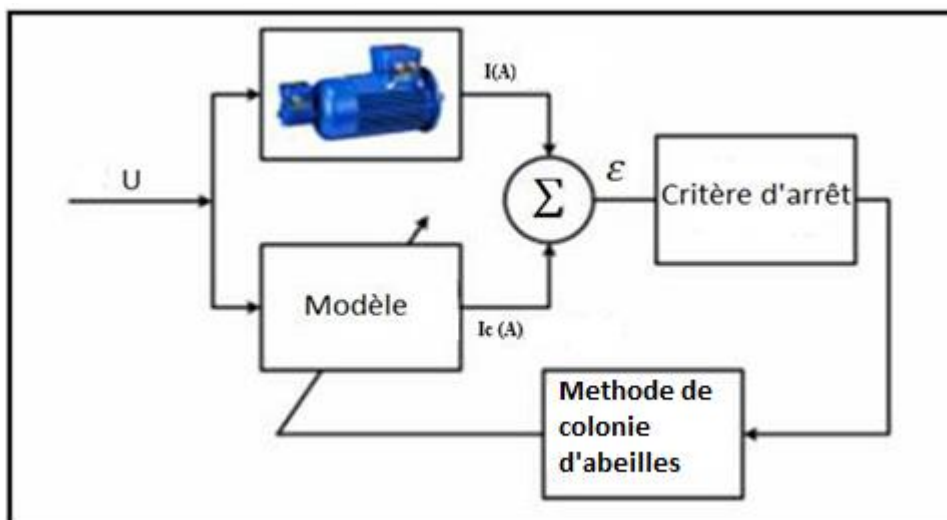 I(A)
U
ε
Σ
Critère d'arrêt
Modèle
Ic (A)
Methode de
colonie
d'abeilles